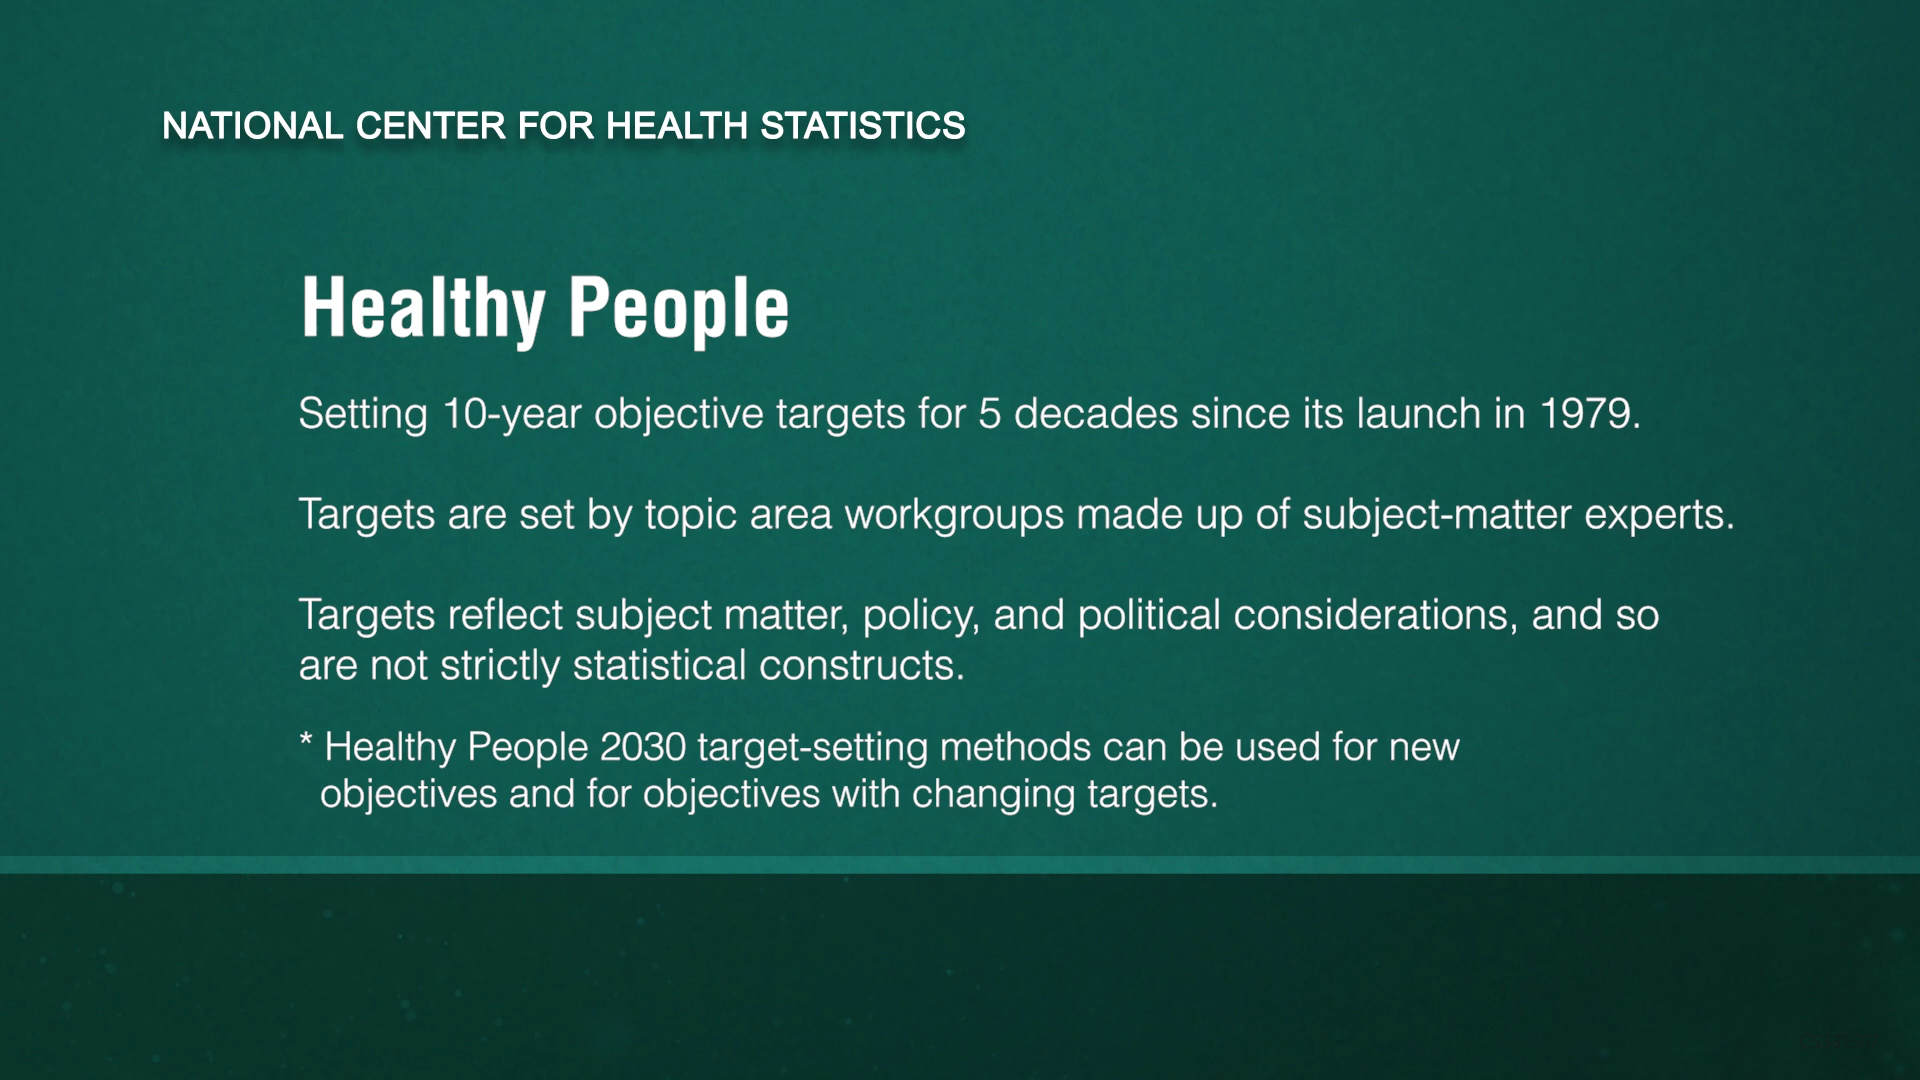 NATIONAL CENTER FOR HEALTH STATISTICS
Healthy People
Setting 10-year objective targets for 5 decades since its launch in 1979.
Targets are set by topic area workgroups made up of subject-matter experts.
Targets reflect subject matter, policy, and political considerations, and so
are not strictly statistical constructs.
* Healthy People 2030 target-setting methods can be used for new
objectives and for objectives with changing targets.